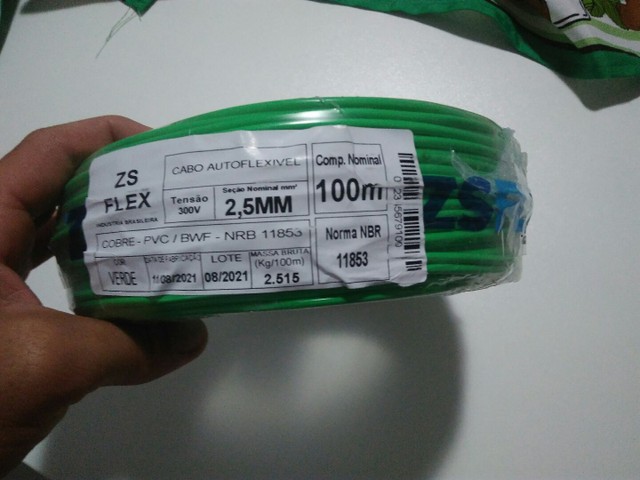 ZS
FLEX
INDUSTRIA BRASILEIRA
CABO AUTOFLEXIVEL
Tensão
300V
Seção Nominal mm²
2,5MM
Comp. Nominal
100m
COBRE - PVC / BWF - NRB 11853
Norma NBR
11853
COR
VERDE
DATA DE FABRICAÇÃO
11/08/2021
LOTE
08/2021
MASSA BRUTA
(Kg/100m)
2.515
ZS